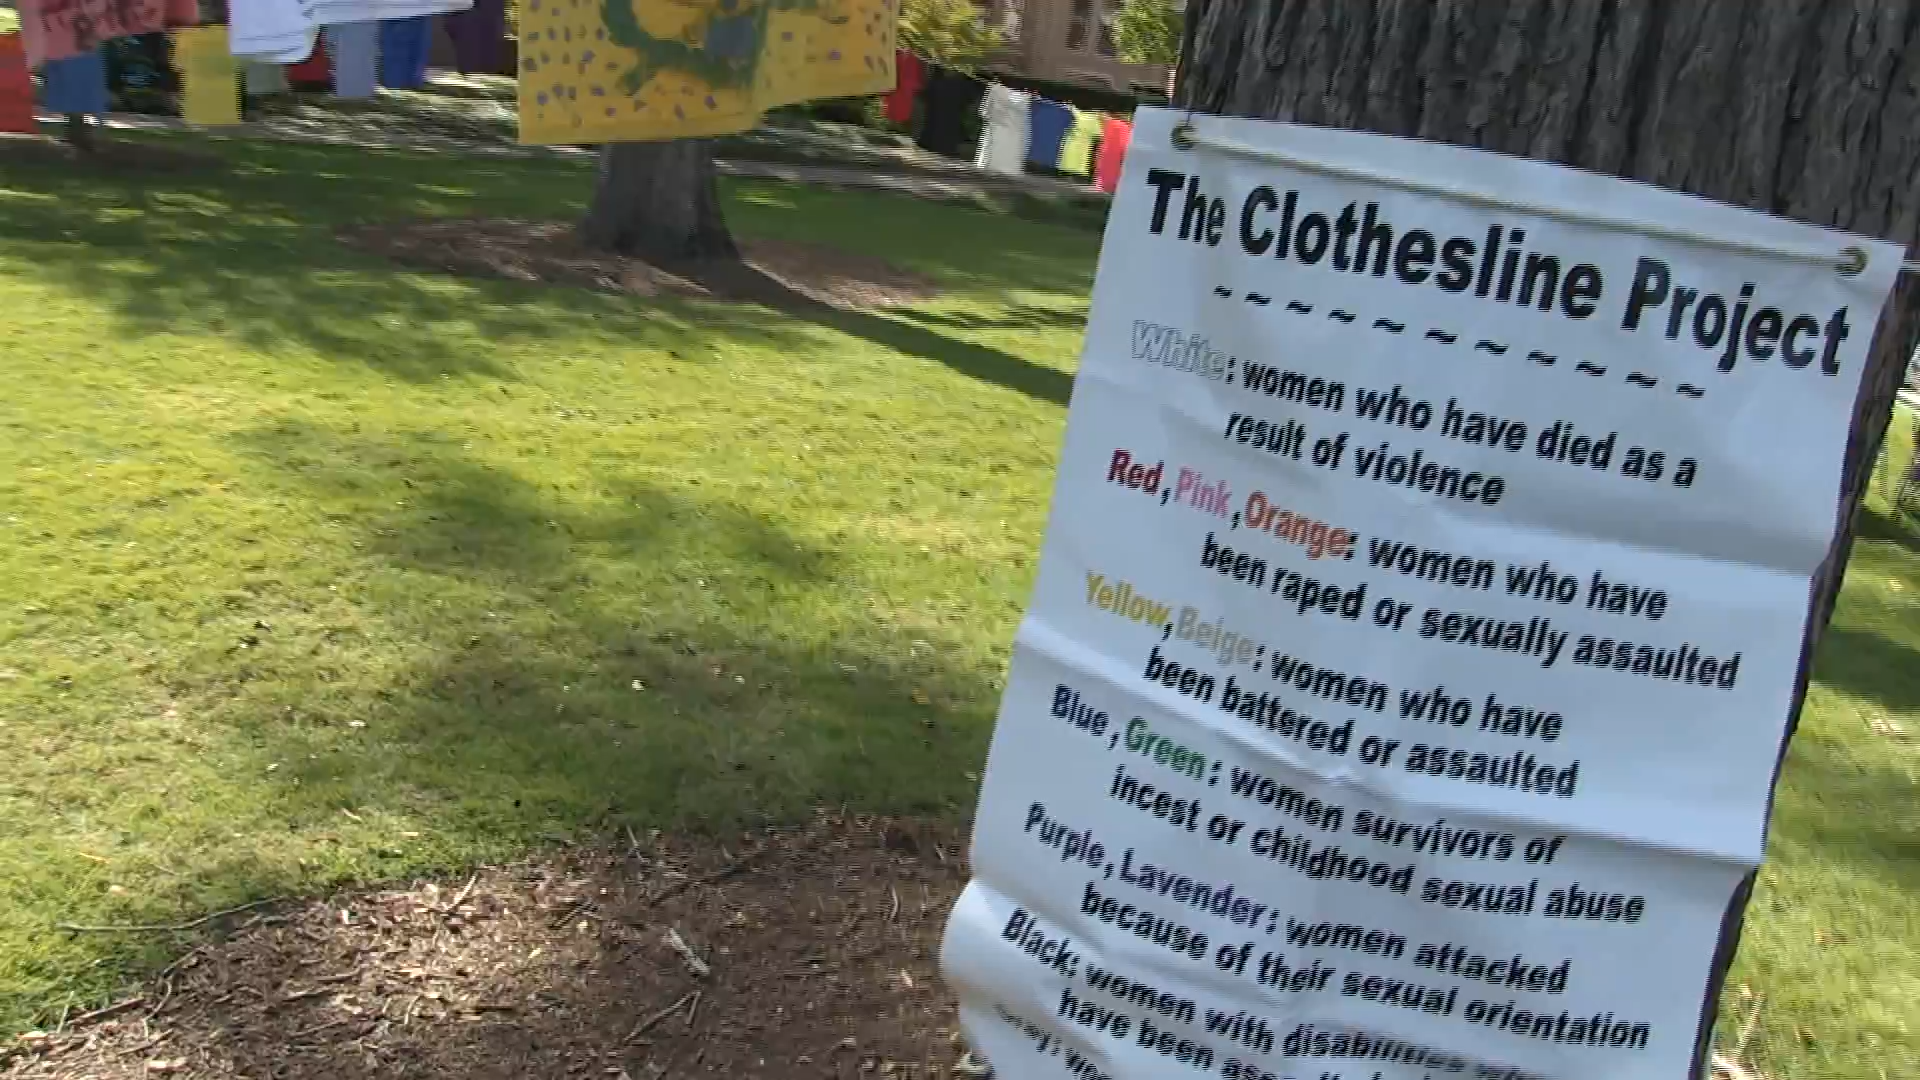 The Clothesline Project
~ ~ ~ ~ ~ ~ ~ ~ ~ ~
White: women who have died as a
result of violence
Red, Pink, Orange: women who have
been raped or sexually assaulted
Yellow, Beige: women who have
been battered or assaulted
Blue, Green: women survivors of
incest or childhood sexual abuse
Purple, Lavender: women attacked
because of their sexual orientation
Black: women with disabilities
have been